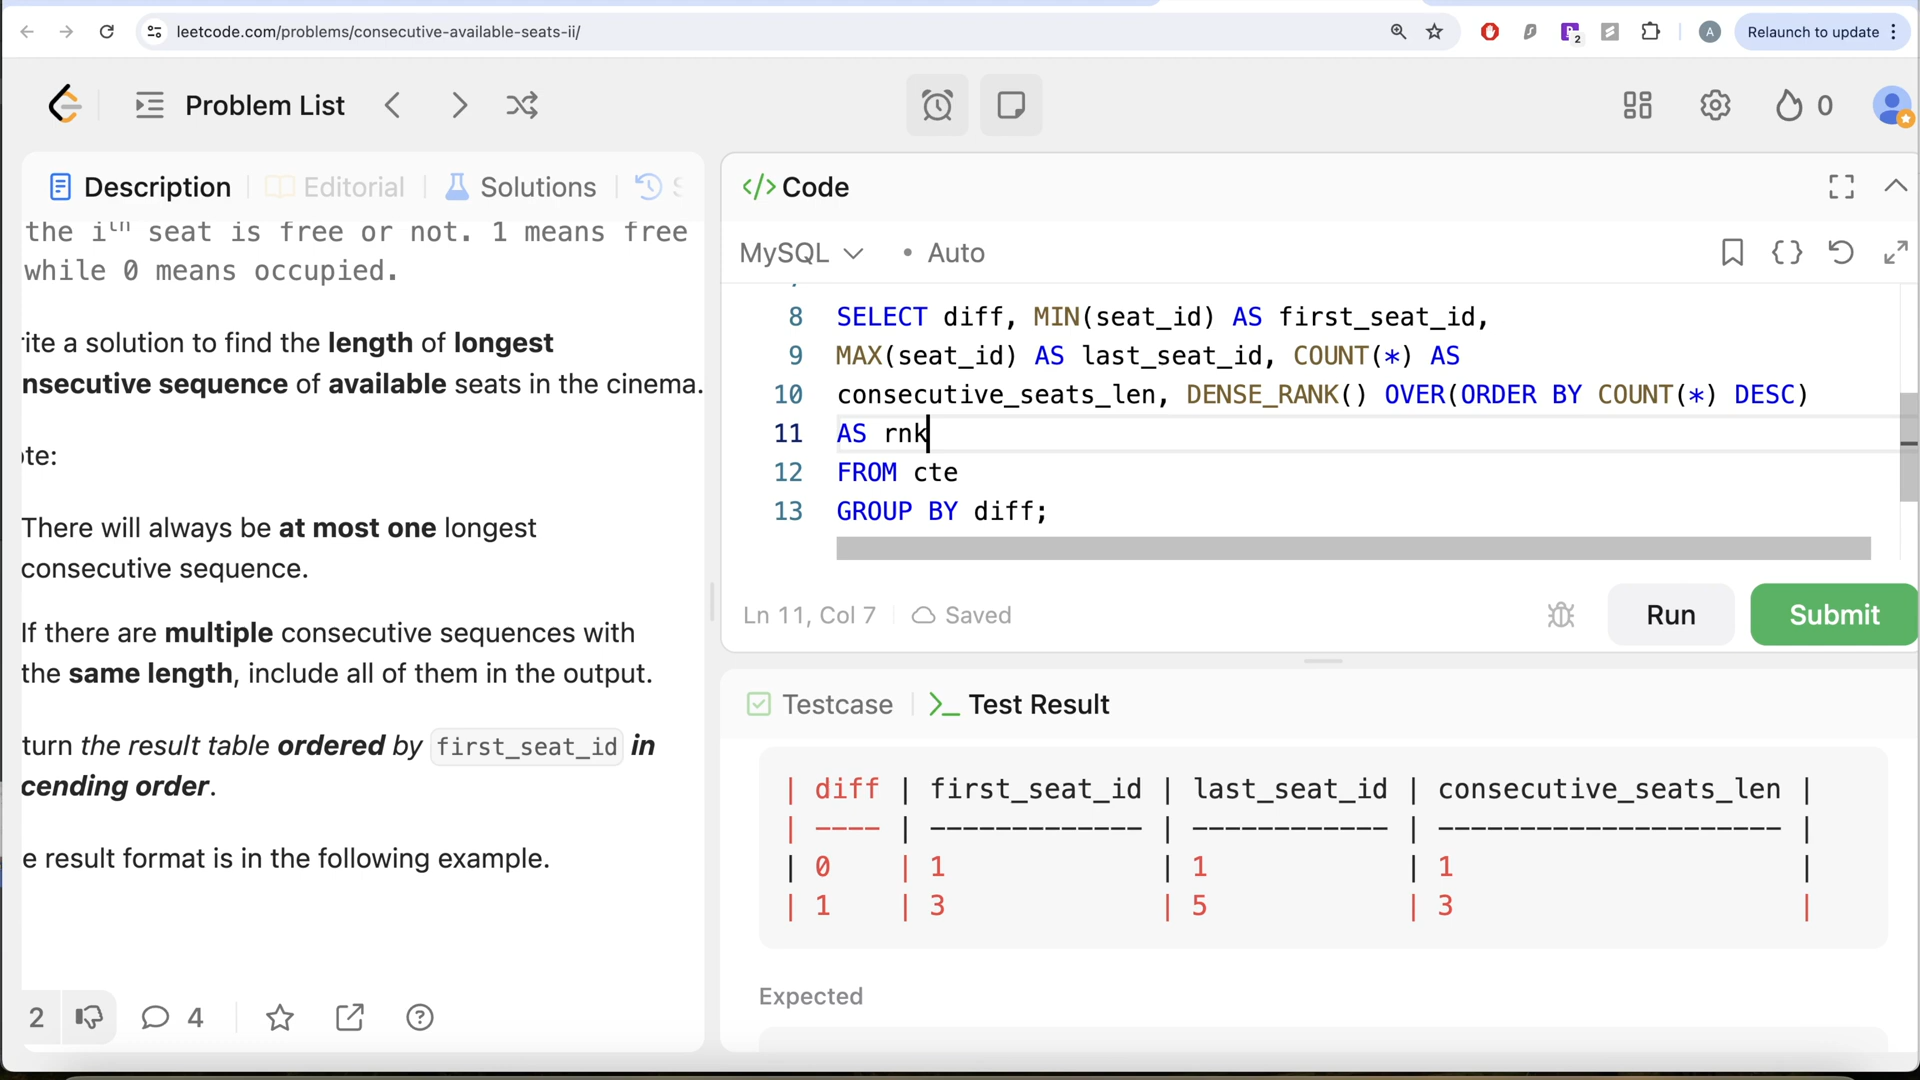 leetcode.com/problems/consecutive-available-seats-ii/
2
A
Relaunch to update
Problem List
0
Description
Editorial
Solutions
S
the ith seat is free or not. 1 means free
while 0 means occupied.
ite a solution to find the length of longest
nsecutive sequence of available seats in the cinema.
te:
There will always be at most one longest
consecutive sequence.
If there are multiple consecutive sequences with
the same length, include all of them in the output.
turn the result table ordered by first_seat_id in
cending order.
e result format is in the following example.
2
4
</> Code
MySQL
• Auto
8 SELECT diff, MIN(seat_id) AS first_seat_id,
9 MAX(seat_id) AS last_seat_id, COUNT(*) AS
10 consecutive_seats_len, DENSE_RANK() OVER(ORDER BY COUNT(*) DESC)
11 AS rnk
12 FROM cte
13 GROUP BY diff;
Ln 11, Col 7
Saved
Run
Submit
Testcase
Test Result
| diff | first_seat_id | last_seat_id | consecutive_seats_len |
| ---- | ------------- | ------------ | --------------------- |
| 0 | 1 | 1 | 1 |
| 1 | 3 | 5 | 3 |
Expected